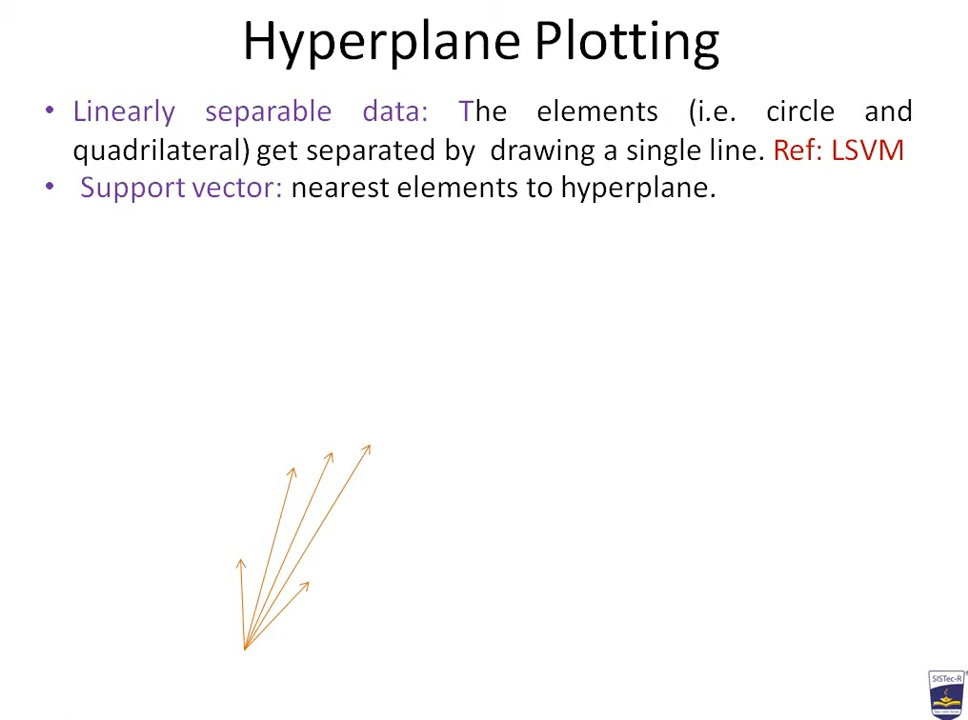 Hyperplane Plotting
• Linearly separable data: The elements (i.e. circle and
quadrilateral) get separated by drawing a single line. Ref: LSVM
• Support vector: nearest elements to hyperplane.
SISTec-R